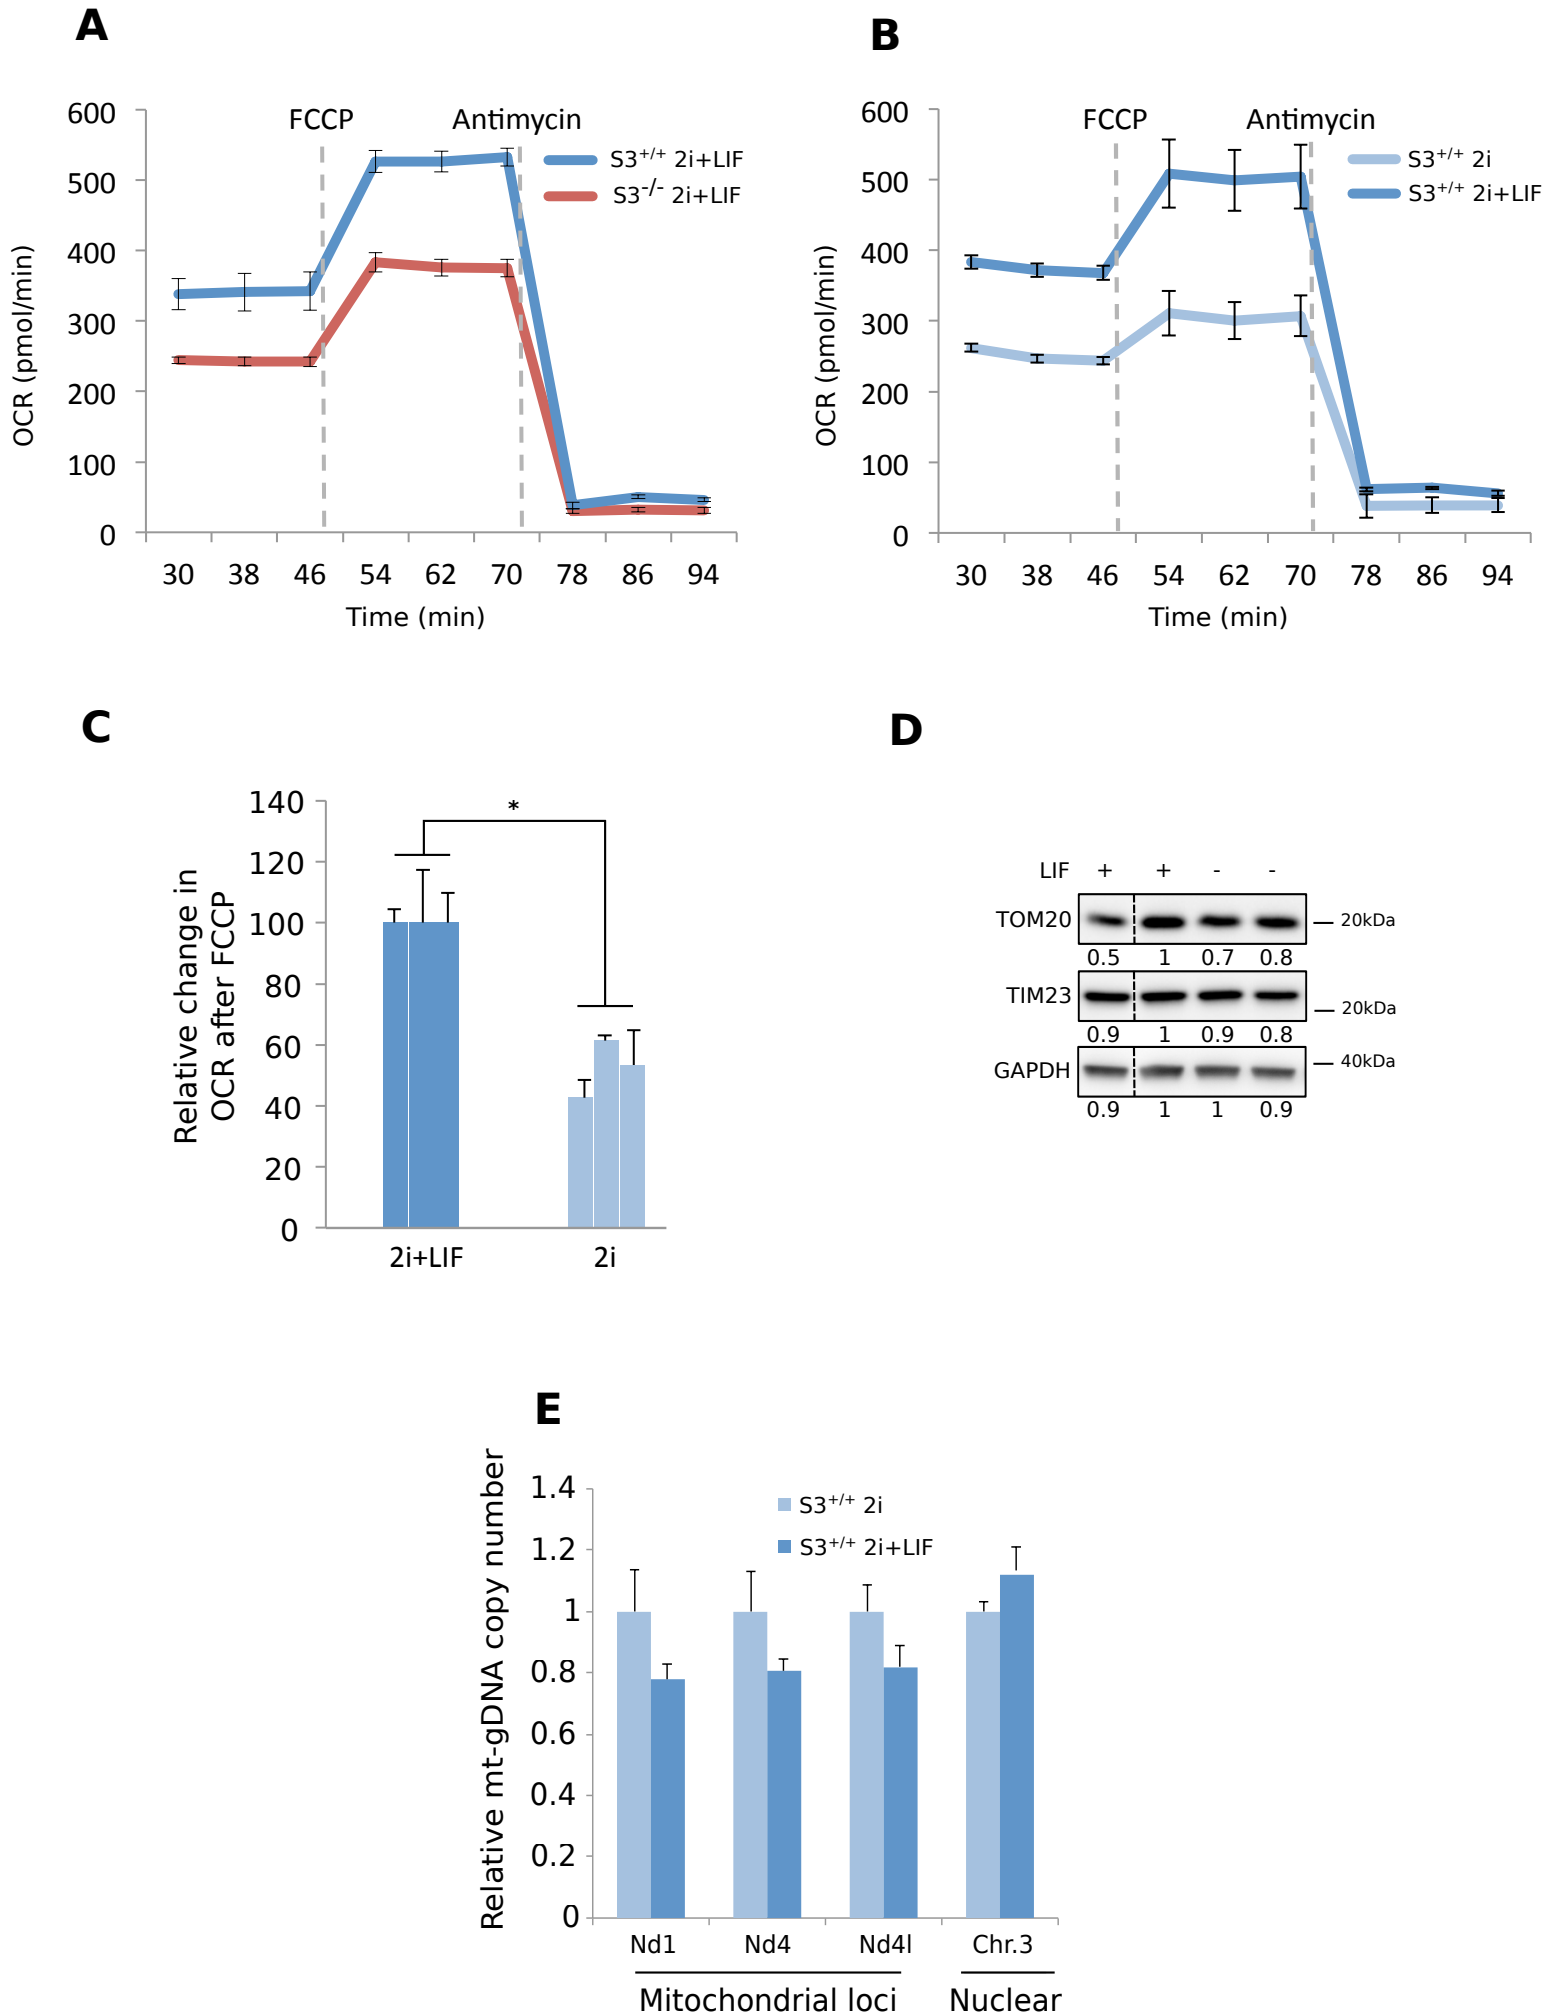 A
600
500
400
300
200
100
0
OCR (pmol/min)
FCCP
Antimycin
S3+/+ 2i+LIF
S3-/- 2i+LIF
30 38 46 54 62 70 78 86 94
Time (min)
B
600
500
400
300
200
100
0
OCR (pmol/min)
FCCP
Antimycin
S3+/+ 2i
S3+/+ 2i+LIF
30 38 46 54 62 70 78 86 94
Time (min)
C
Relative change in
OCR after FCCP
140
120
100
80
60
40
20
0
*
2i+LIF 2i
D
LIF + + - -
TOM20 20kDa
0.5 1 0.7 0.8
TIM23 20kDa
0.9 1 0.9 0.8
GAPDH 40kDa
0.9 1 1 0.9
E
Relative mt-gDNA copy number
1.4
1.2
1
0.8
0.6
0.4
0.2
0
S3+/+ 2i
S3+/+ 2i+LIF
Nd1 Nd4 Nd4l Chr.3
Mitochondrial loci Nuclear